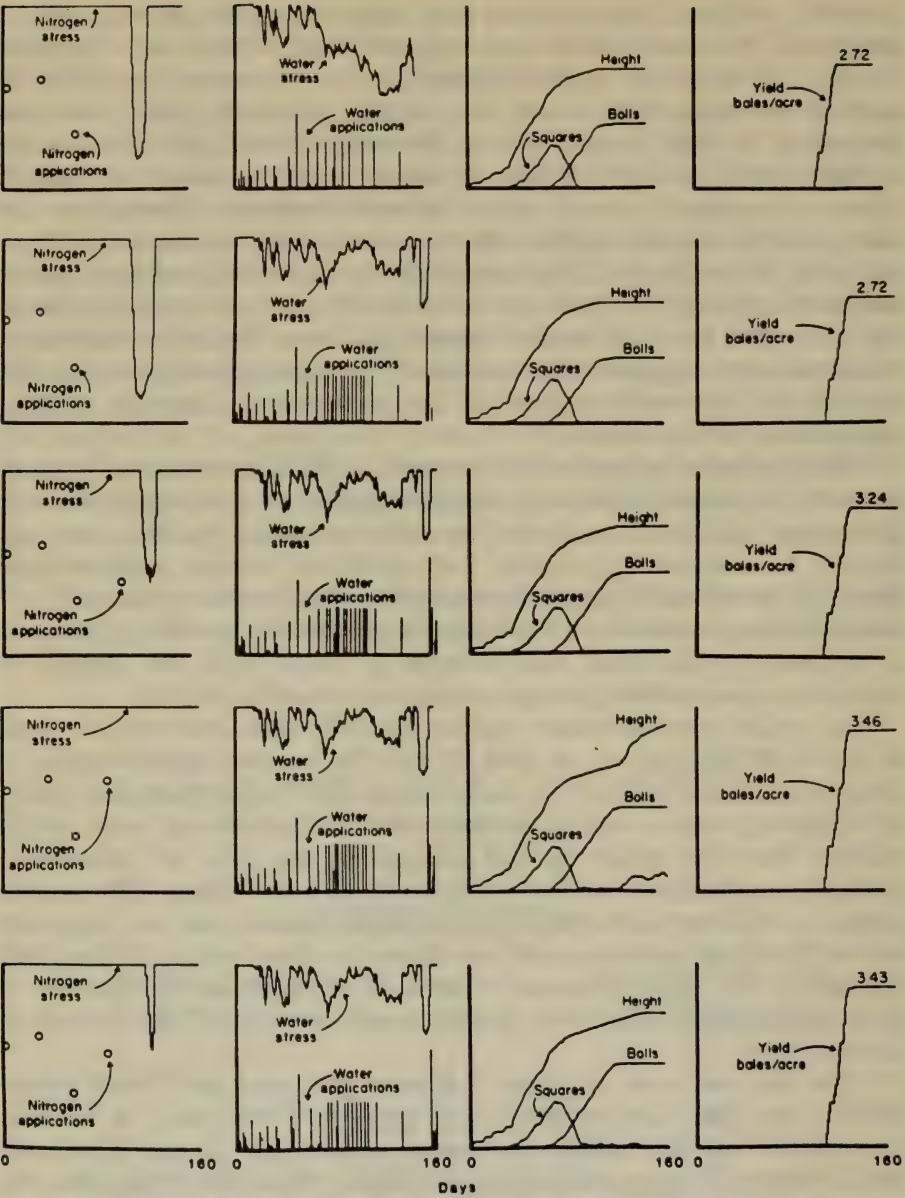 Nitrogen
stress
Nitrogen
applications
Water
stress
Water
applications
Height
Bolls
Squares
2.72
Yield
bales/acre
Nitrogen
stress
Nitrogen
applications
Water
stress
Water
applications
Height
Bolls
Squares
2.72
Yield
bales/acre
Nitrogen
stress
Nitrogen
applications
Water
stress
Water
applications
Height
Bolls
Squares
3.24
Yield
bales/acre
Nitrogen
stress
Nitrogen
applications
Water
stress
Water
applications
Height
Bolls
Squares
3.46
Yield
bales/acre
Nitrogen
stress
Nitrogen
applications
Water
stress
Water
applications
Height
Bolls
Squares
3.43
Yield
bales/acre
0 160 0 160 0 160 0 160
Days